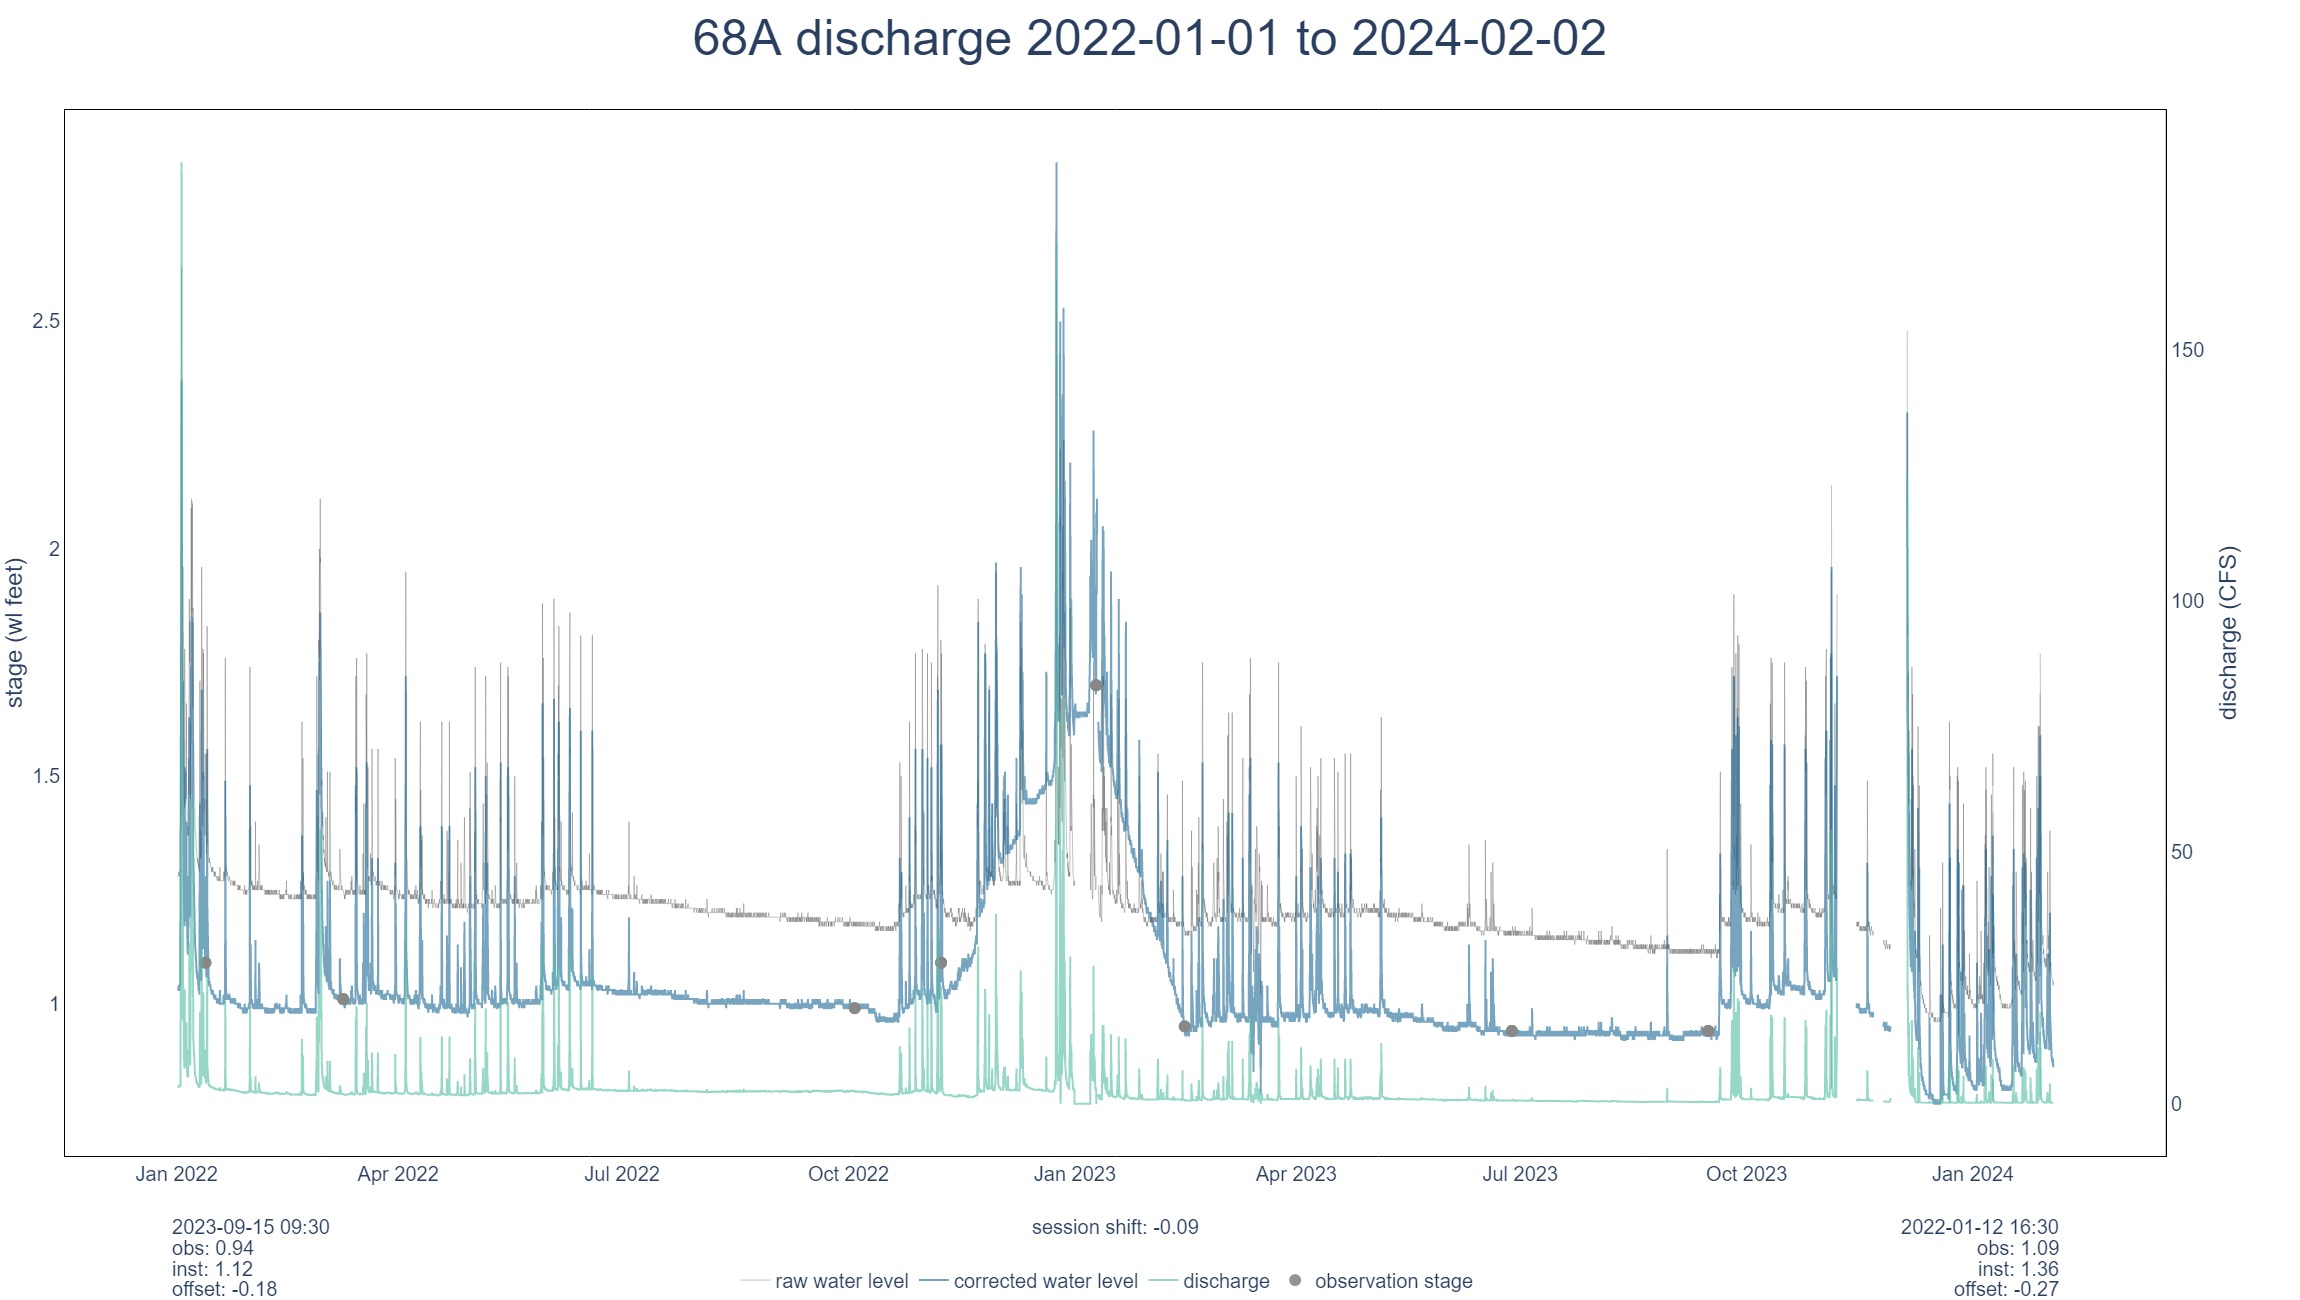 68A discharge 2022-01-01 to 2024-02-02
stage (wl feet)
2.5
2
1.5
1
150
100
50
0
discharge (CFS)
Jan 2022 Apr 2022 Jul 2022 Oct 2022 Jan 2023 Apr 2023 Jul 2023 Oct 2023 Jan 2024
2023-09-15 09:30
obs: 0.94
inst: 1.12
offset: -0.18
session shift: -0.09
2022-01-12 16:30
obs: 1.09
inst: 1.36
offset: -0.27
raw water level corrected water level discharge observation stage